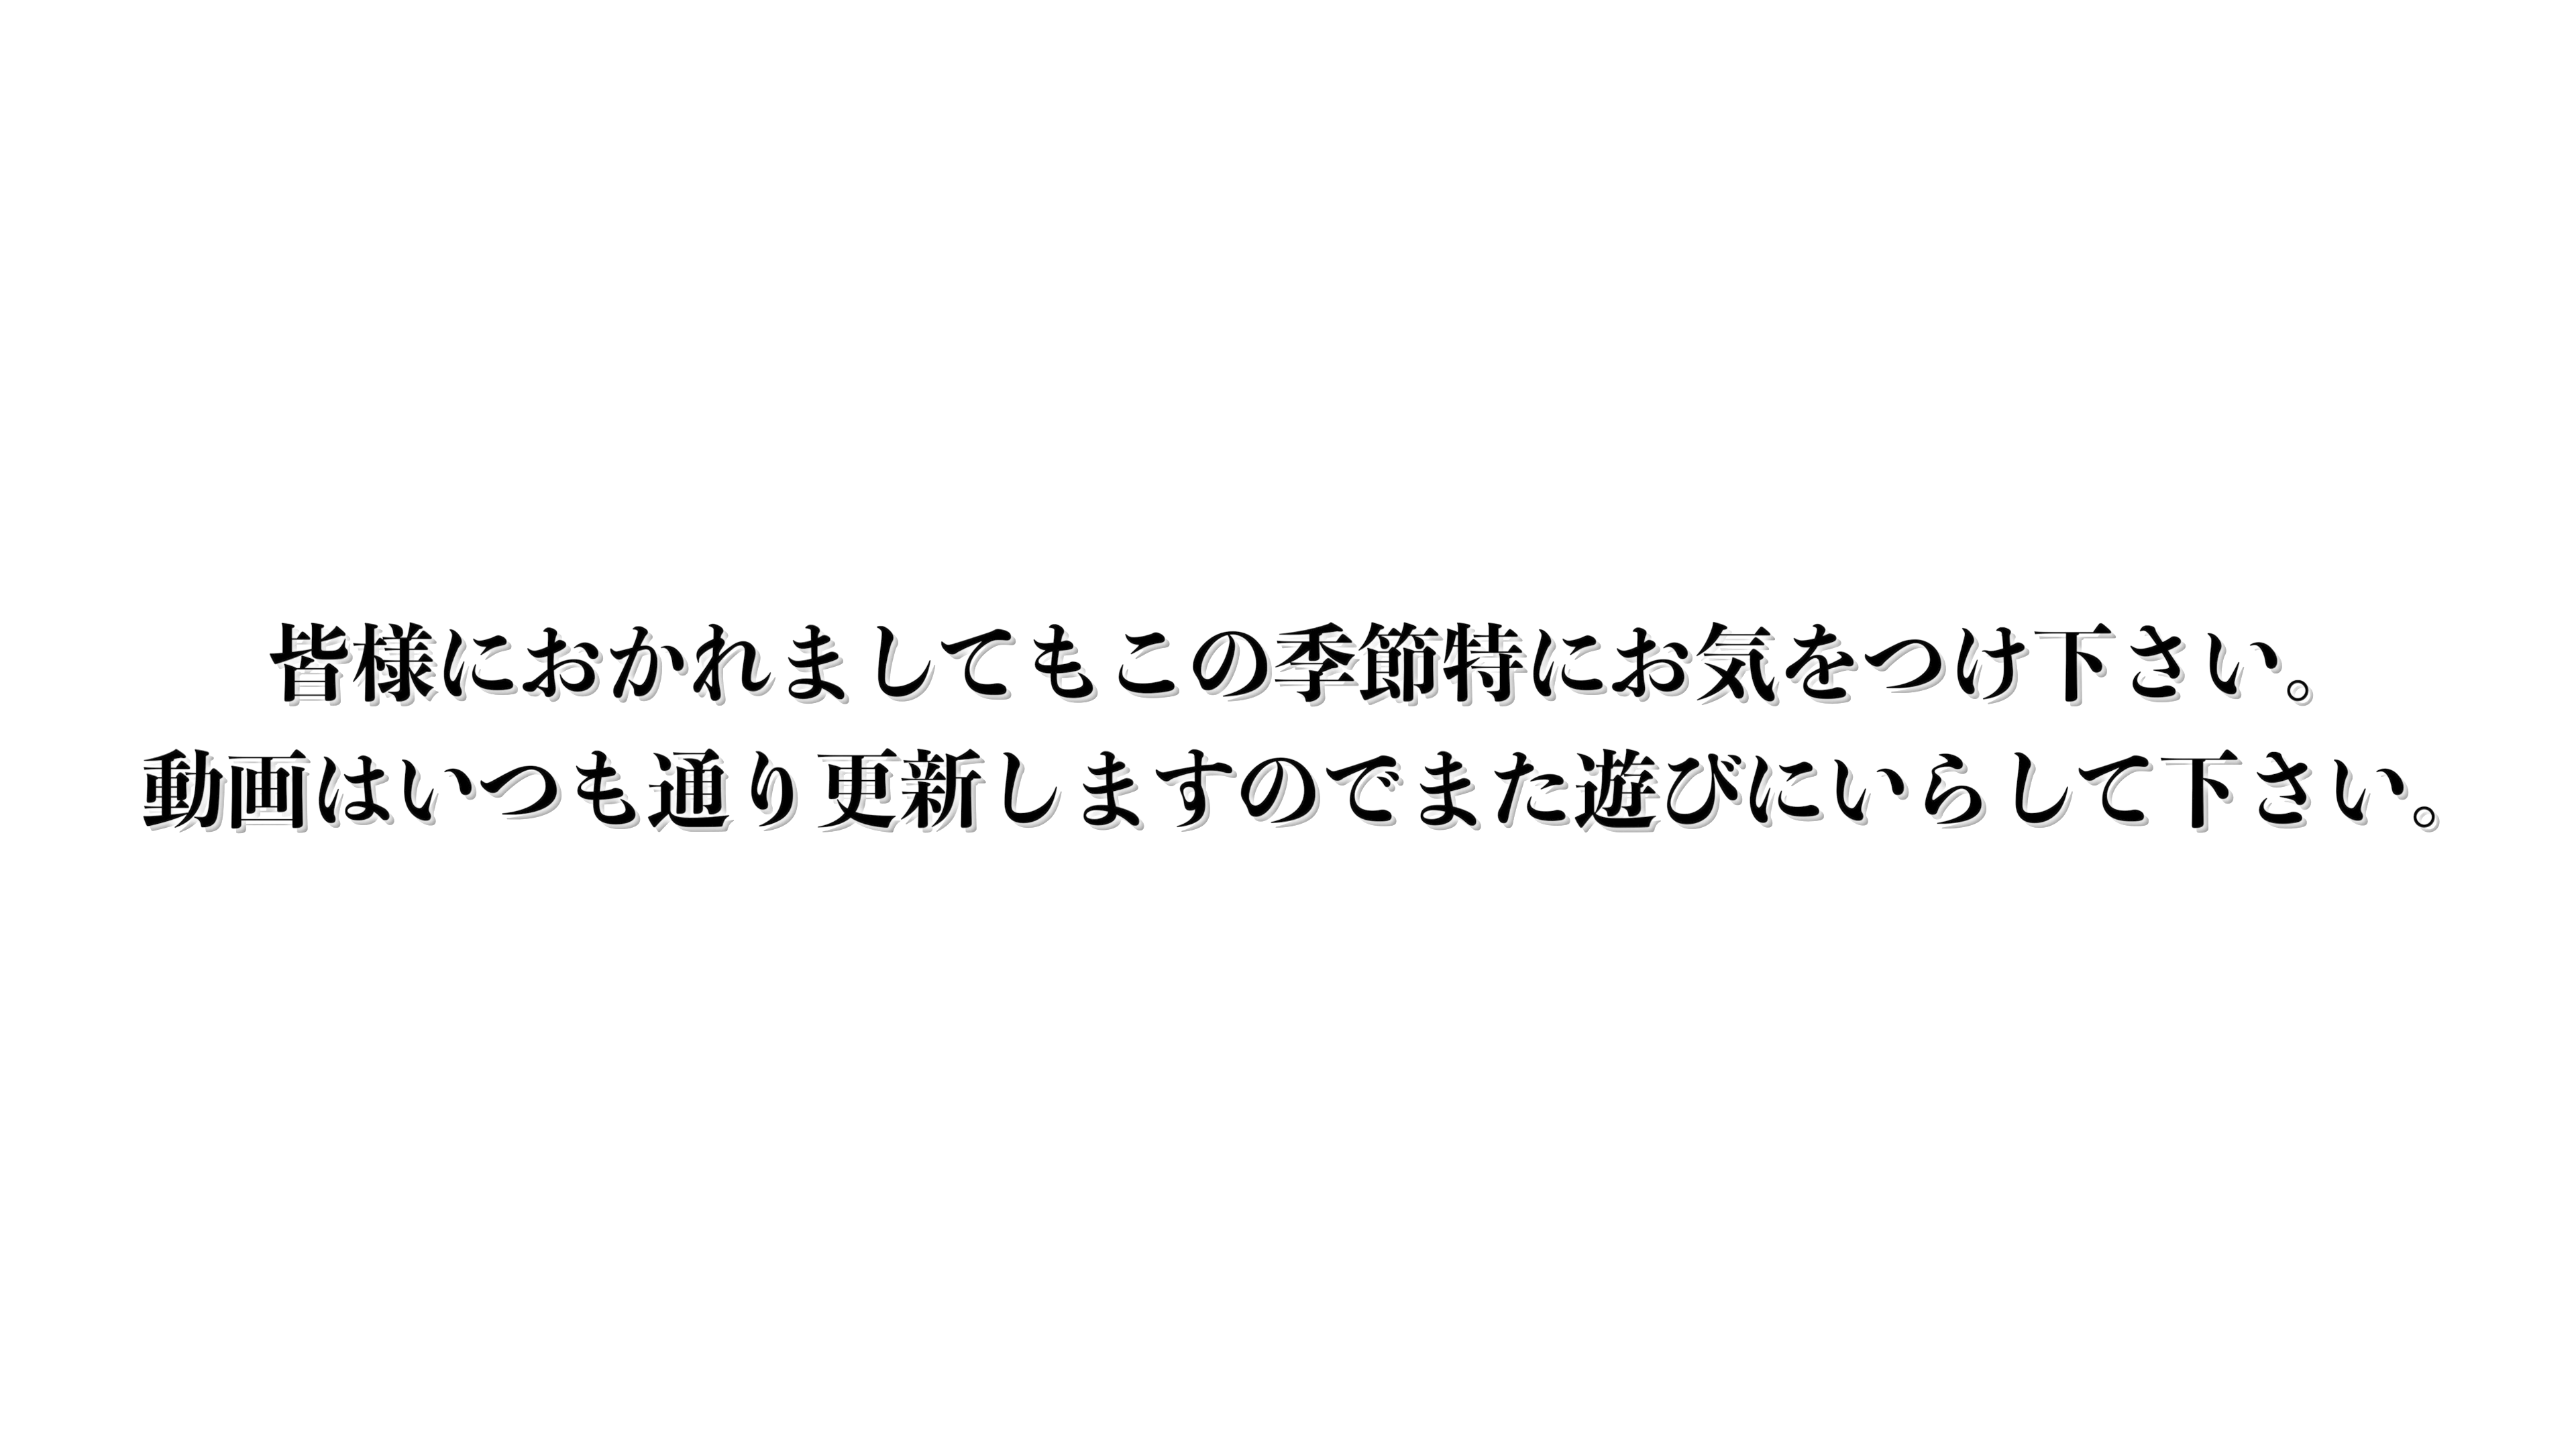 皆様におかれましてもこの季節特にお気をつけ下さい。
動画はいつも通り更新しますのでまた遊びにいらして下さい。